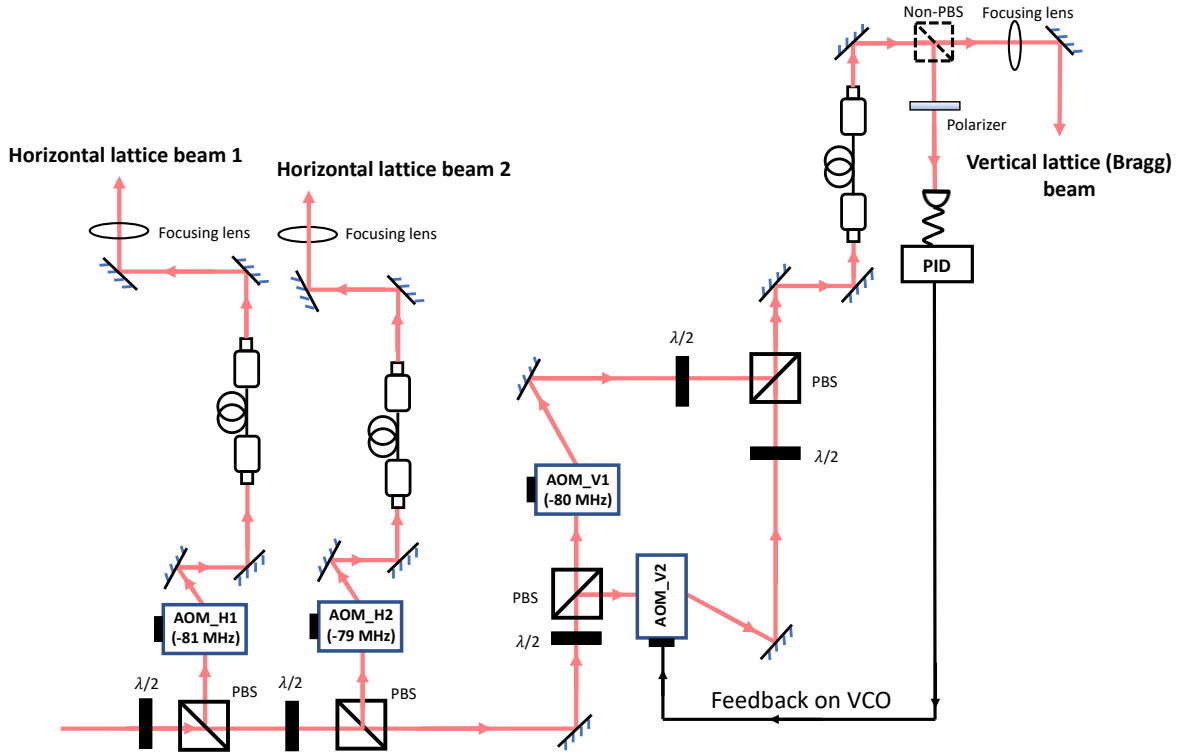 Non-PBS
Focusing lens
Polarizer
Horizontal lattice beam 1
Horizontal lattice beam 2
Vertical lattice (Bragg)
beam
Focusing lens
Focusing lens
PID
λ/2
PBS
λ/2
AOM_V1
(-80 MHz)
PBS
AOM_V2
AOM_H1
(-81 MHz)
AOM_H2
(-79 MHz)
λ/2
λ/2
PBS
λ/2
PBS
Feedback on VCO